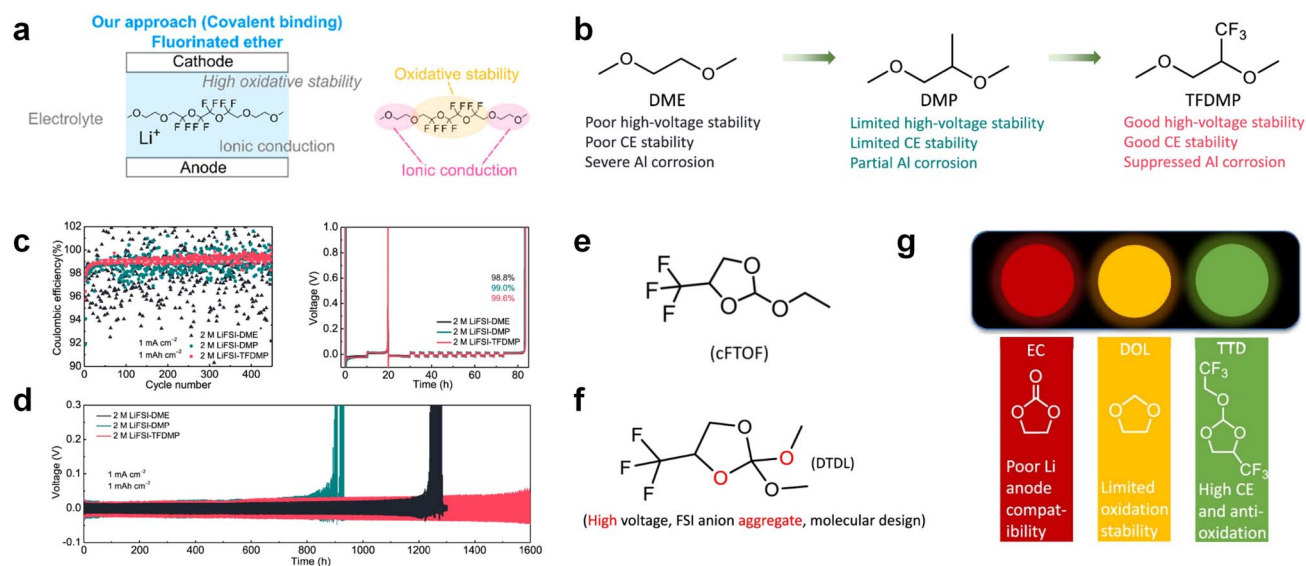 a
Our approach (Covalent binding)
Fluorinated ether
Cathode
High oxidative stability
Electrolyte
O
F F F F
O
O
O
O
O
F F F F
Li+
Ionic conduction
Anode
Oxidative stability
O
F F F F
O
O
O
O
O
F F F F
Ionic conduction
b
O
O
DME
Poor high-voltage stability
Poor CE stability
Severe Al corrosion
O
O
DMP
Limited high-voltage stability
Limited CE stability
Partial Al corrosion
CF3
O
O
TFDMP
Good high-voltage stability
Good CE stability
Suppressed Al corrosion
c
Coulombic efficiency(%)
102
100
98
96
94
92
90
1 mA cm−2
1 mAh cm−2
2 M LiFSI-DME
2 M LiFSI-DMP
2 M LiFSI-TFDMP
0 100 200 300 400
Cycle number
Voltage (V)
1.0
0.8
0.6
0.4
0.2
0.0
98.8%
99.0%
99.6%
2 M LiFSI-DME
2 M LiFSI-DMP
2 M LiFSI-TFDMP
0 20 40 60 80
Time (h)
d
Voltage (V)
0.3
0.2
0.1
0.0
-0.1
2 M LiFSI-DME
2 M LiFSI-DMP
2 M LiFSI-TFDMP
1 mA cm−2
1 mAh cm−2
0 200 400 600 800 1000 1200 1400 1600
Time (h)
e
F
F
F
O
O
O
(cFTOF)
f
F
F
F
O
O
O
O
(DTDL)
(High voltage, FSI anion aggregate, molecular design)
g
EC
O
O O
Poor Li
anode
compat-
ibility
DOL
O O
Limited
oxidation
stability
TTD
CF3
O
O O
CF3
High CE
and anti-
oxidation